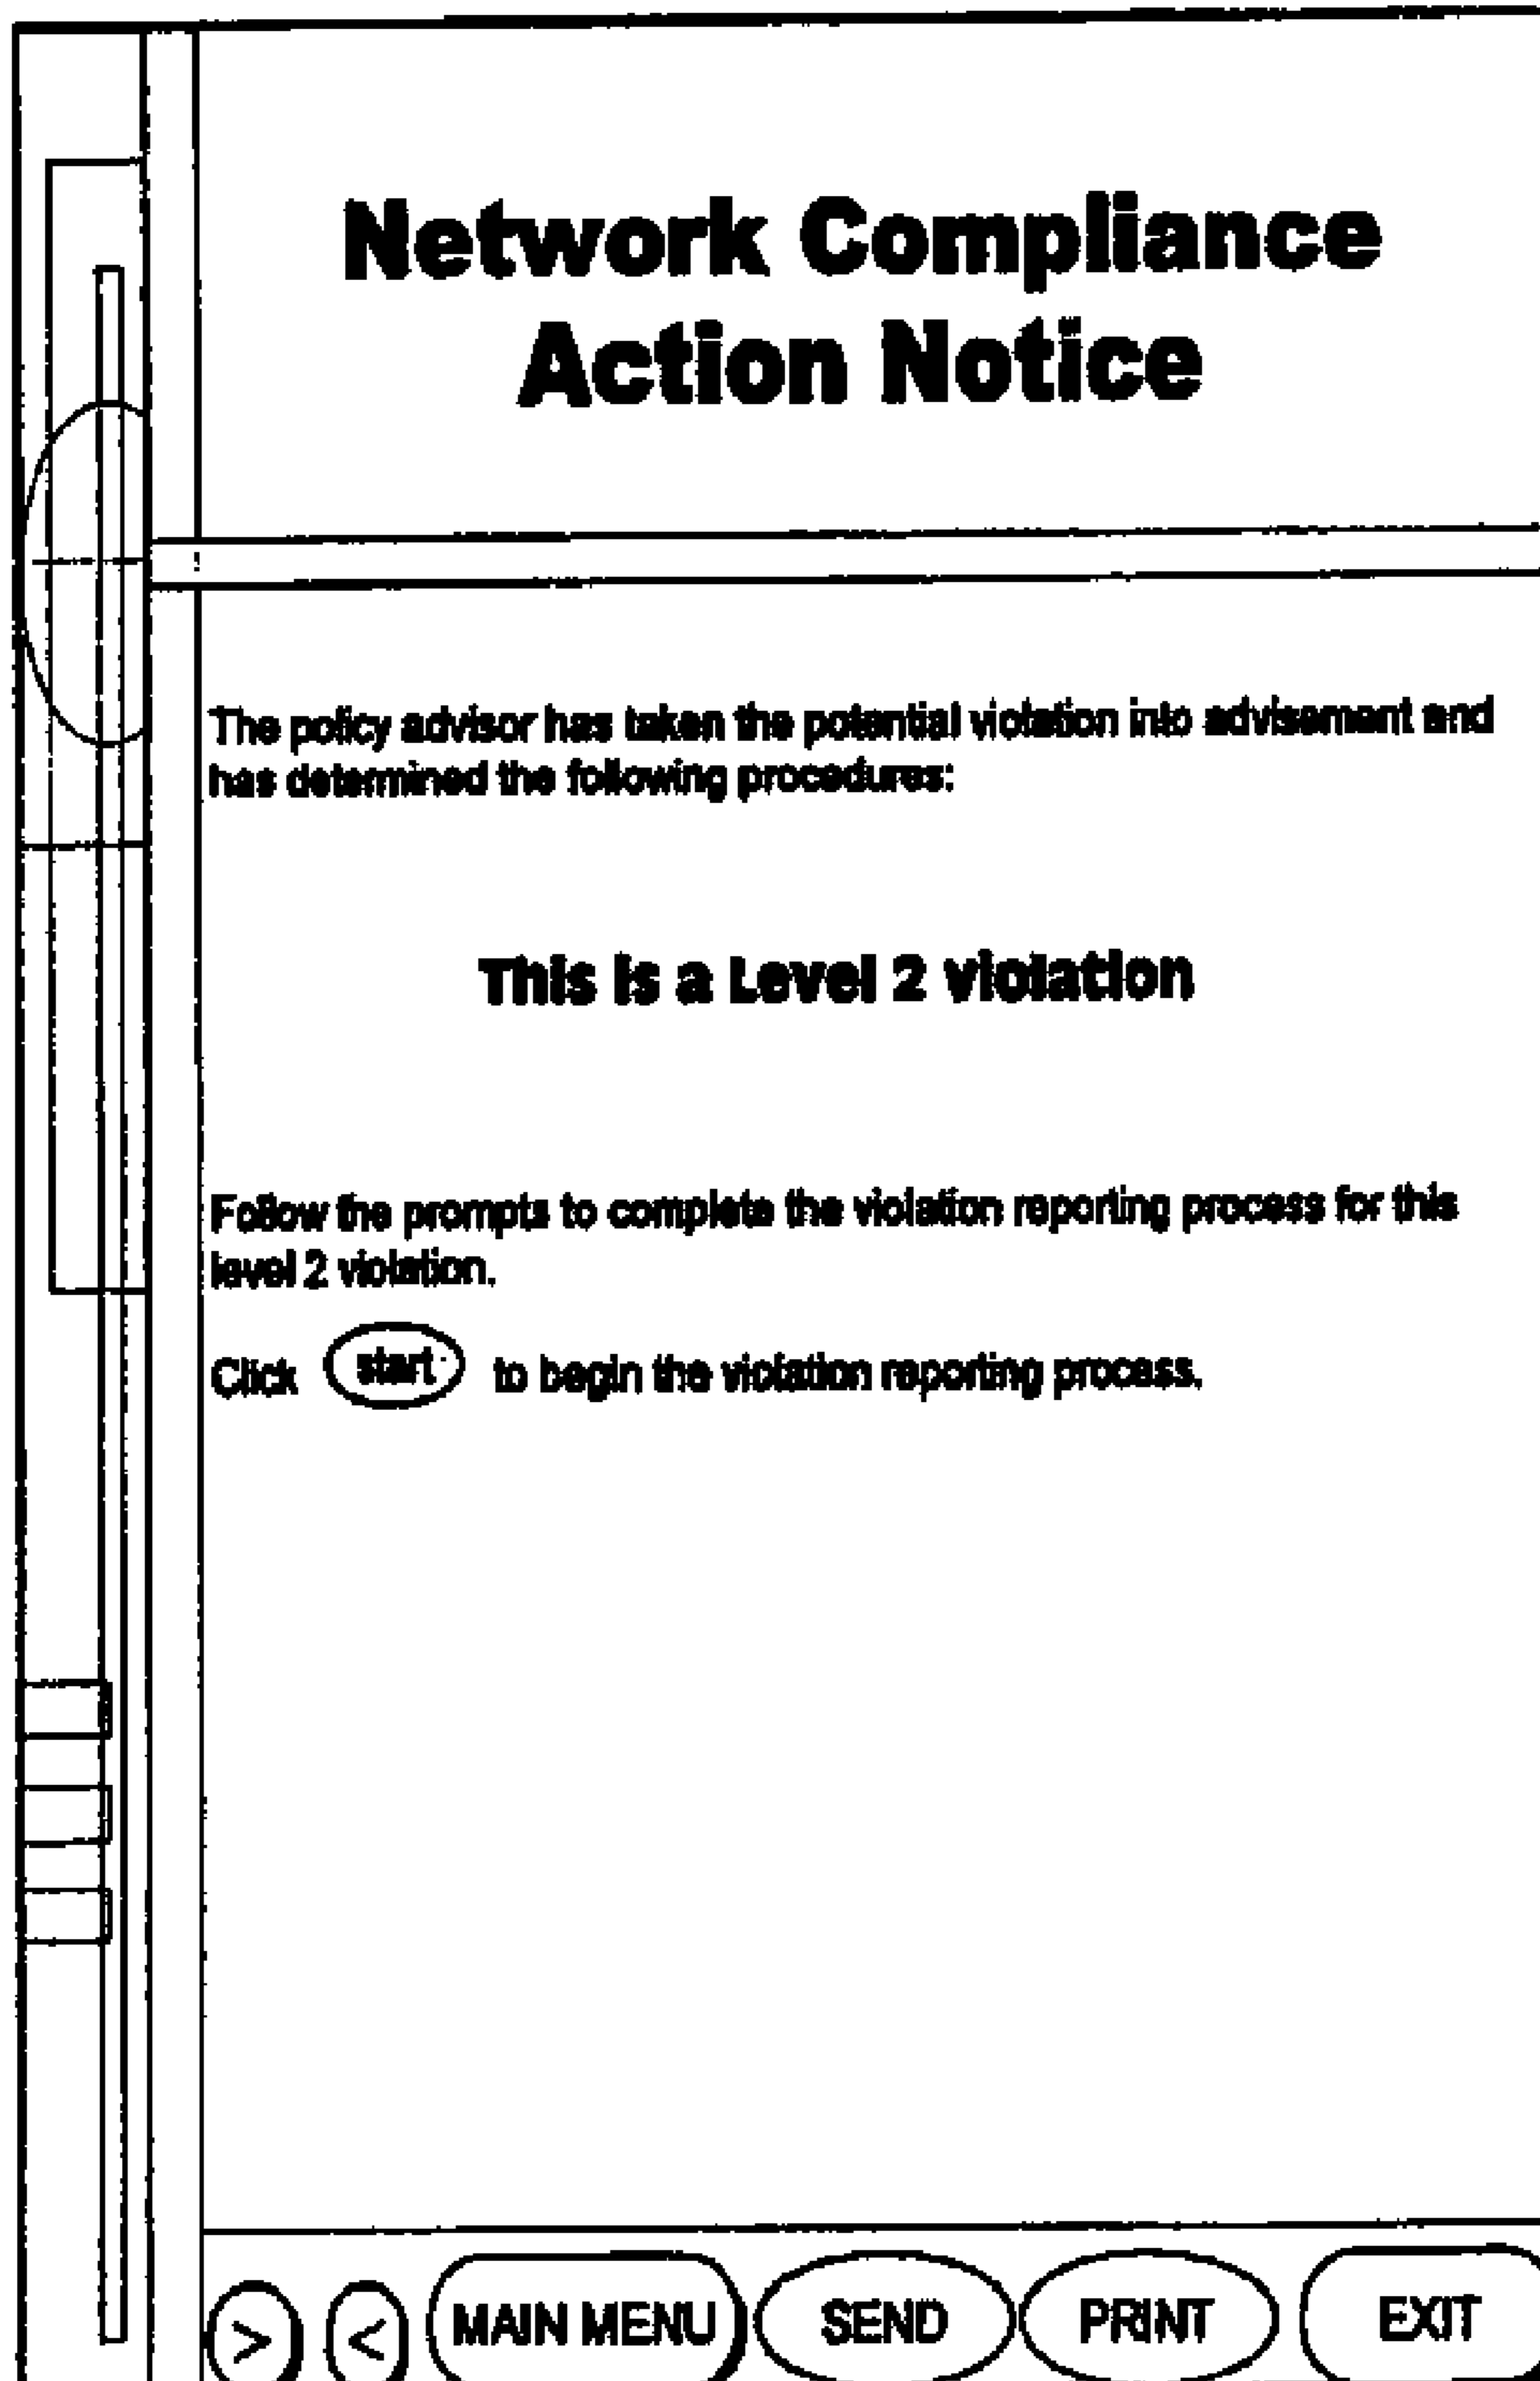 Network Compliance
Action Notice
The policy advisor has taken the potential violation into advisement and
has determined the following procedures:
This is a Level 2 violation
Follow the prompts to complete the violation reporting process for this
level 2 violation.
Click start to begin the violation reporting process.
> < MAIN MENU SEND PRINT EXIT